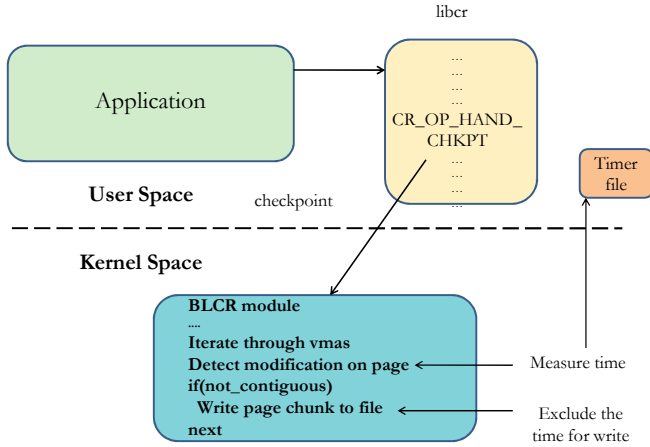 libcr
Application
...
...
...
...
CR_OP_HAND_
CHKPT
...
...
...
...
Timer
file
User Space
checkpoint
Kernel Space
BLCR module
....
Iterate through vmas
Detect modification on page
if(not_contiguous)
Write page chunk to file
next
Measure time
Exclude the
time for write